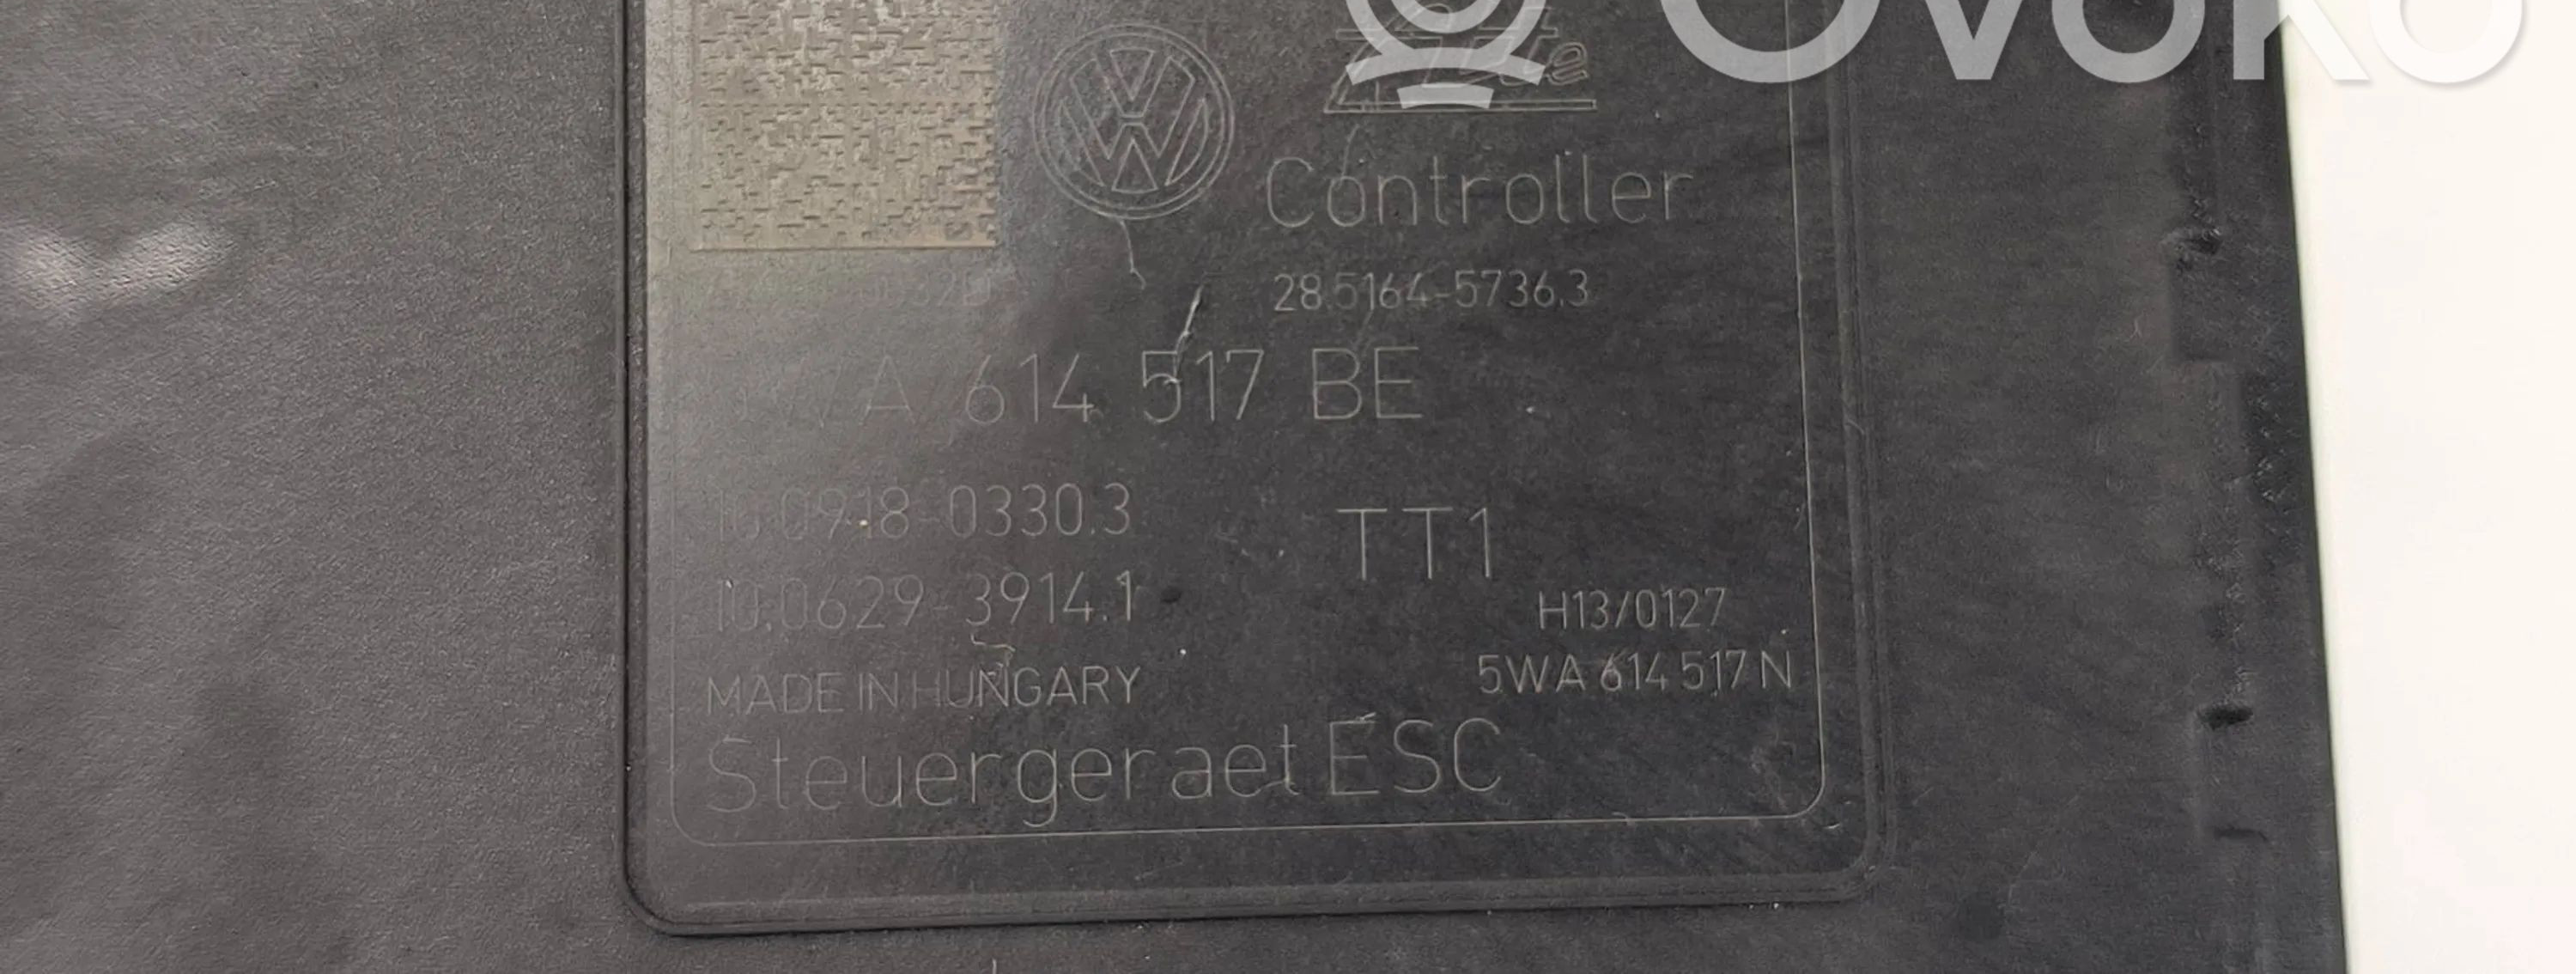 OVOKO
Controller
28.5164-5736.3
A 614 517 BE
10.0918-0330.3
TT1
10.0629-3914.1
H13/0127
MADE IN HUNGARY
5WA 614 517 N
Steuergeraet ESC